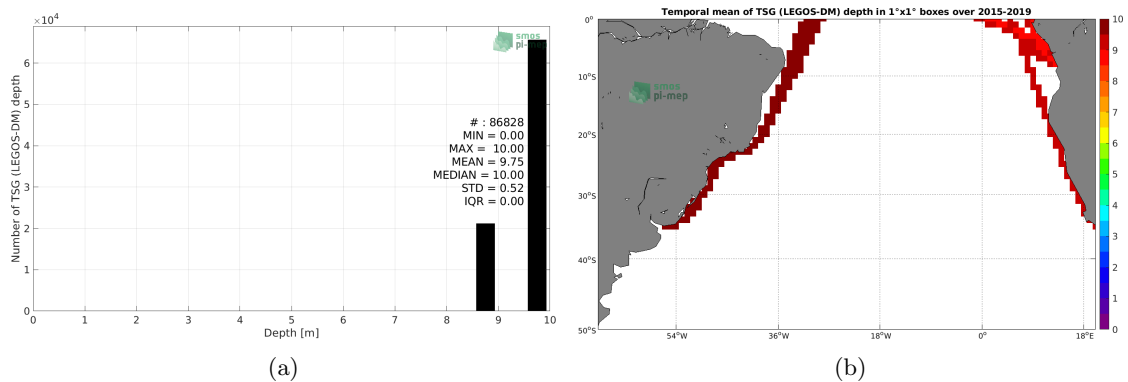 ×10⁴
smos
pi-mep
Number of TSG (LEGOS-DM) depth
6
5
4
3
2
1
0
# : 86828
MIN = 0.00
MAX = 10.00
MEAN = 9.75
MEDIAN = 10.00
STD = 0.52
IQR = 0.00
0 1 2 3 4 5 6 7 8 9 10
Depth [m]
(a)
Temporal mean of TSG (LEGOS-DM) depth in 1°x1° boxes over 2015-2019
smos
pi-mep
0°
10°S
20°S
30°S
40°S
50°S
54°W 36°W 18°W 0° 18°E
10
9
8
7
6
5
4
3
2
1
0
(b)